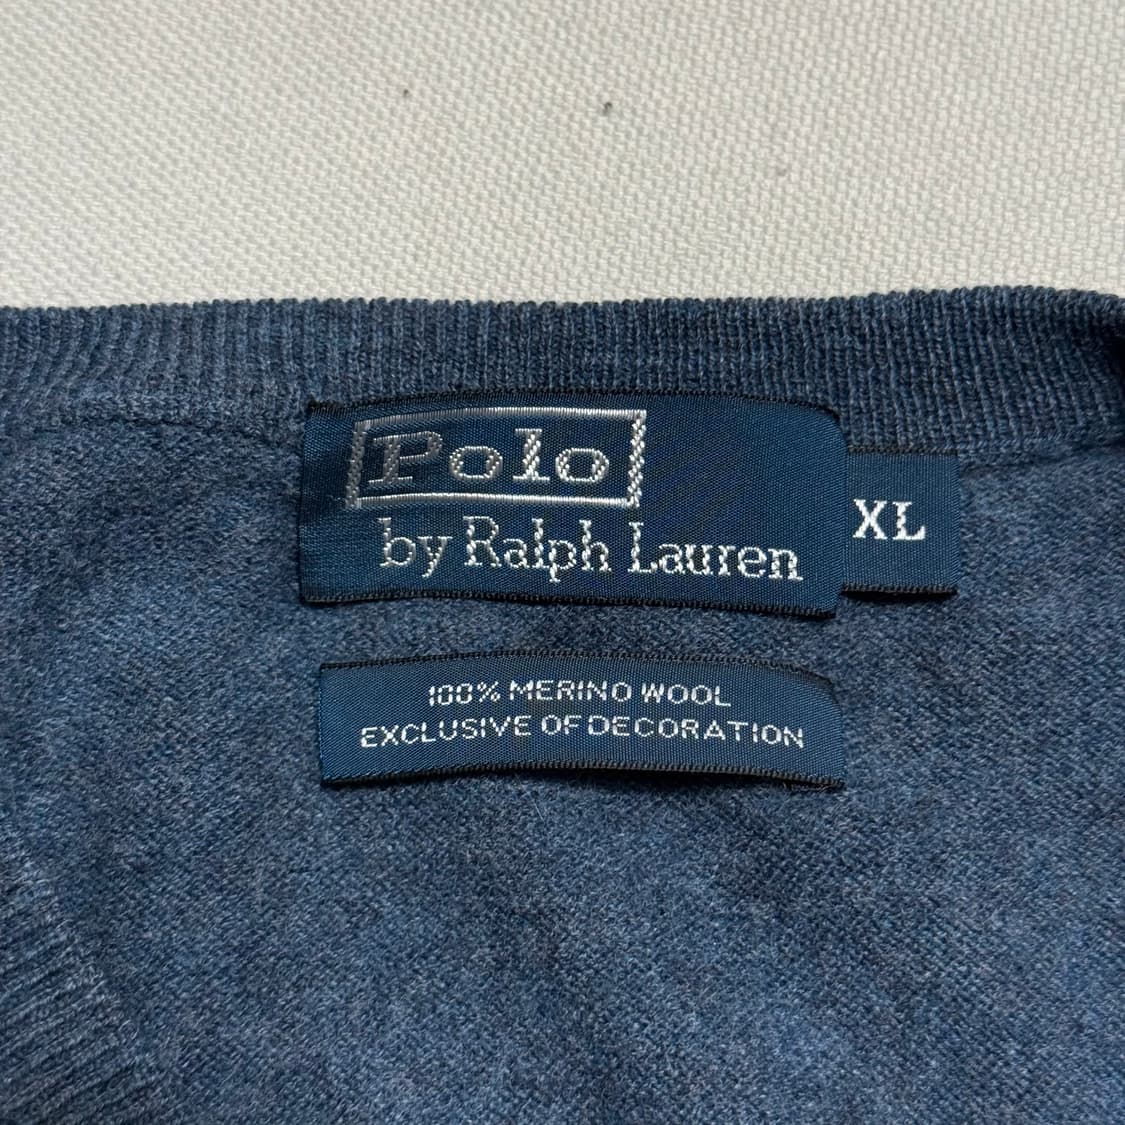 Polo
by Ralph Lauren
XL
100% MERINO WOOL
EXCLUSIVE OF DECORATION